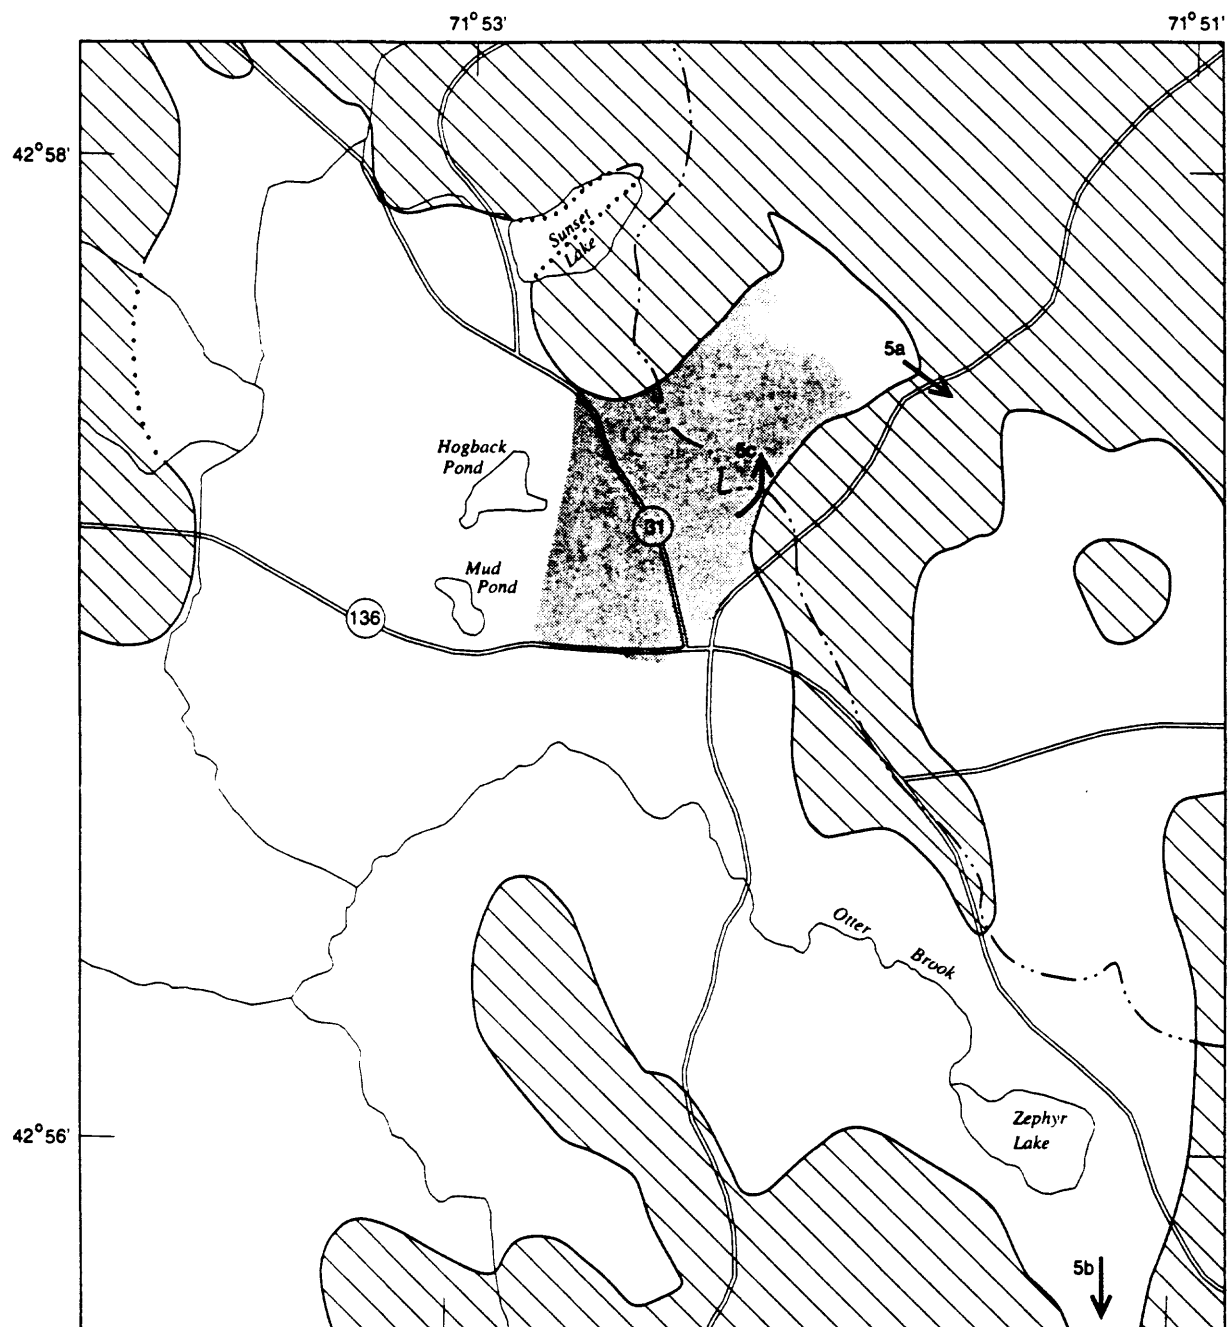 71° 53'
71° 51'
42° 58'
Sunset
Lake
5a
Hogback
Pond
5c
31
Mud
Pond
136
Otter
Brook
Zephyr
Lake
42° 56'
5b